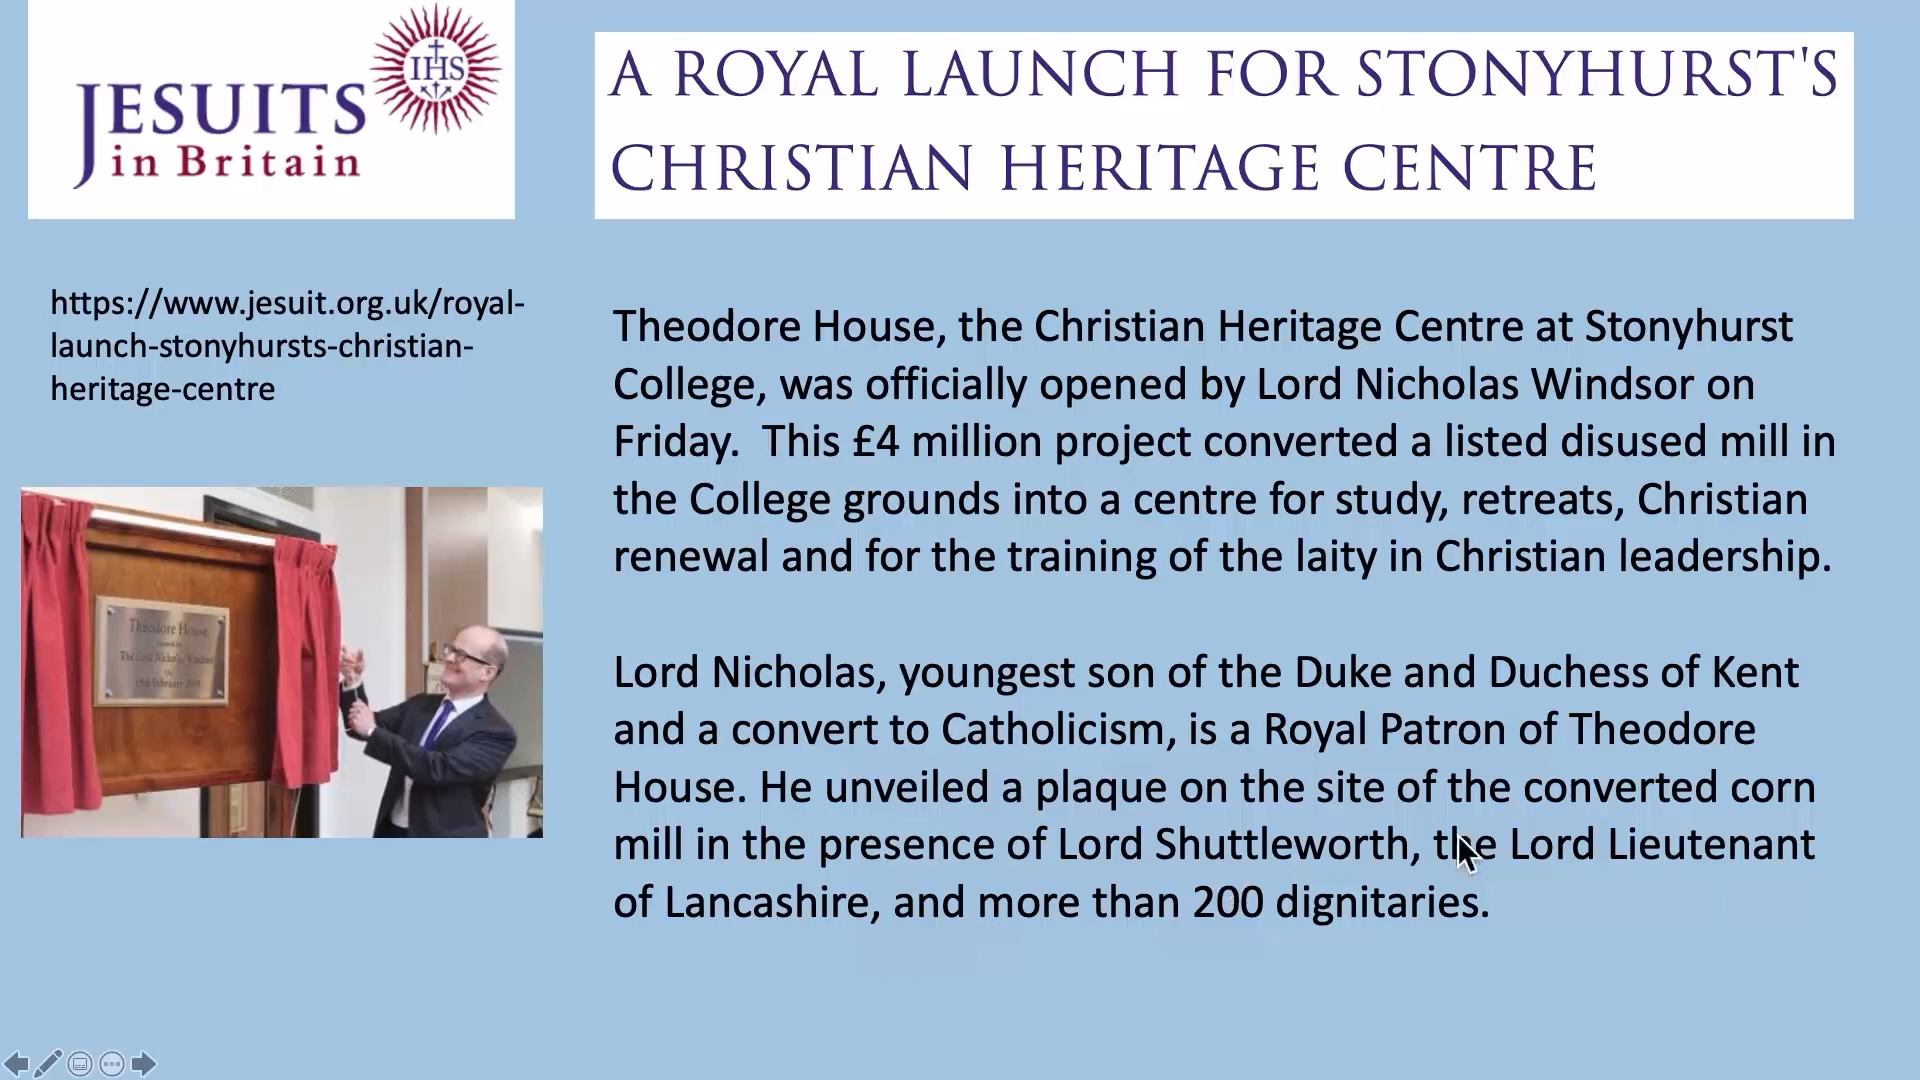 JESUITS
in Britain
IHS
A ROYAL LAUNCH FOR STONYHURST'S
CHRISTIAN HERITAGE CENTRE
https://www.jesuit.org.uk/royal-
launch-stonyhursts-christian-
heritage-centre
Theodore House
The Lord Nicholas Windsor
Theodore House, the Christian Heritage Centre at Stonyhurst
College, was officially opened by Lord Nicholas Windsor on
Friday.  This £4 million project converted a listed disused mill in
the College grounds into a centre for study, retreats, Christian
renewal and for the training of the laity in Christian leadership.
Lord Nicholas, youngest son of the Duke and Duchess of Kent
and a convert to Catholicism, is a Royal Patron of Theodore
House. He unveiled a plaque on the site of the converted corn
mill in the presence of Lord Shuttleworth, the Lord Lieutenant
of Lancashire, and more than 200 dignitaries.